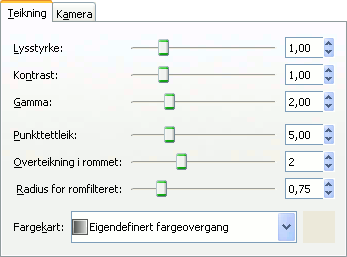 Teikning Kamera
Lysstyrke: 1,00
Kontrast: 1,00
Gamma: 2,00
Punkttettleik: 5,00
Overteikning i rommet: 2
Radius for romfilteret: 0,75
Fargekart: Eigendefinert fargeovergang